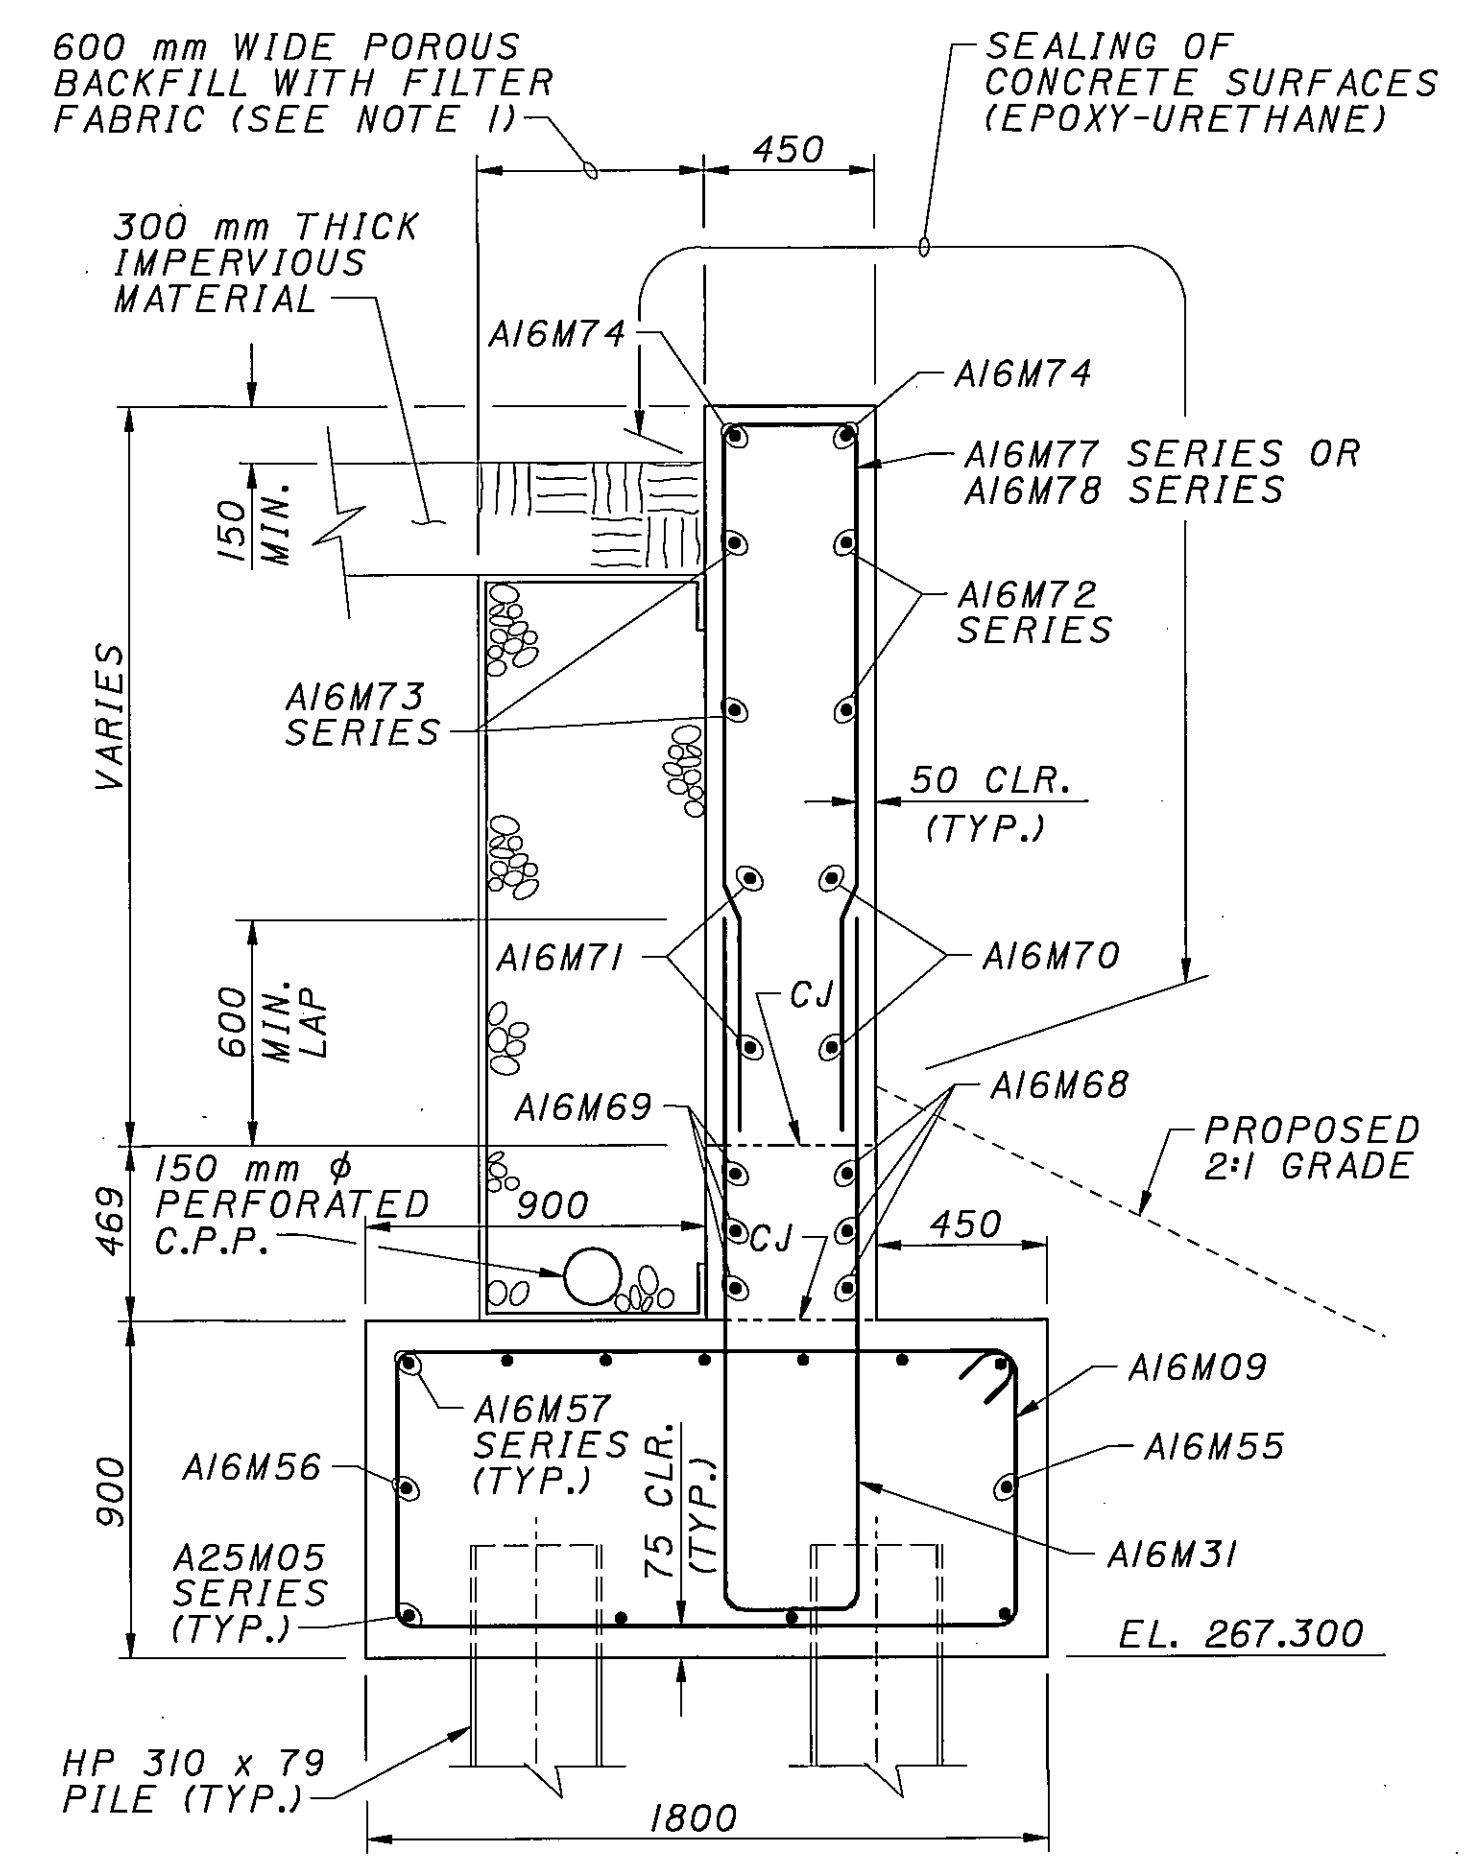 600 mm WIDE POROUS
BACKFILL WITH FILTER
FABRIC (SEE NOTE 1)
SEALING OF
CONCRETE SURFACES
(EPOXY-URETHANE)
450
300 mm THICK
IMPERVIOUS
MATERIAL
A16M74
A16M74
A16M77 SERIES OR
A16M78 SERIES
150
MIN.
A16M72
SERIES
VARIES
A16M73
SERIES
50 CLR.
(TYP.)
A16M71
A16M70
CJ
600
MIN.
LAP
A16M69
A16M68
PROPOSED
2:1 GRADE
150 mm ϕ
PERFORATED
C.P.P.
469
900
CJ
450
A16M09
A16M57
SERIES
(TYP.)
A16M56
A16M55
900
75 CLR.
(TYP.)
A25M05
SERIES
(TYP.)
A16M31
EL. 267.300
HP 310 x 79
PILE (TYP.)
1800